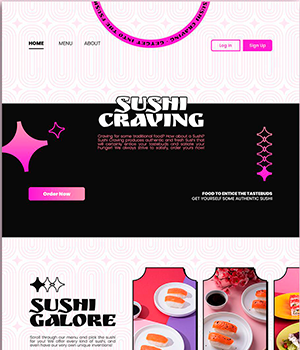 SUSHI CRAVING GETGET INTO THE FRESH
HOME MENU ABOUT Log In Sign Up
SUSHI
CRAVING
Craving for some traditional food? How about a Sushi?
Sushi Craving produces authentic and fresh sushi that
will certainly entice your tastebuds and satisfy your
hunger! We always strive to satisfy, order yours now!
Order Now
FOOD TO ENTICE THE TASTEBUDS
GET YOURSELF SOME AUTHENTIC SUSHI
SUSHI
GALORE
Scroll through our menu and pick the sushi
for you! We offer every kind of sushi, and
even have our very own unique inventions!